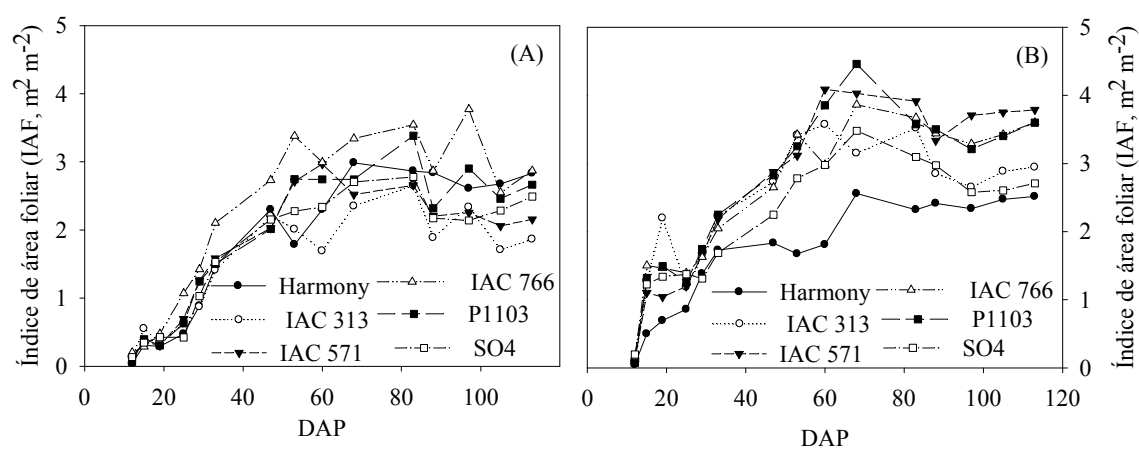 Índice de área foliar (IAF, m² m⁻²)
5
4
3
2
1
0
(A)
Harmony
IAC 313
IAC 571
IAC 766
P1103
SO4
0 20 40 60 80 100
DAP
(B)
Harmony
IAC 313
IAC 571
IAC 766
P1103
SO4
0 20 40 60 80 100 120
DAP
5
4
3
2
1
0
Índice de área foliar (IAF, m² m⁻²)